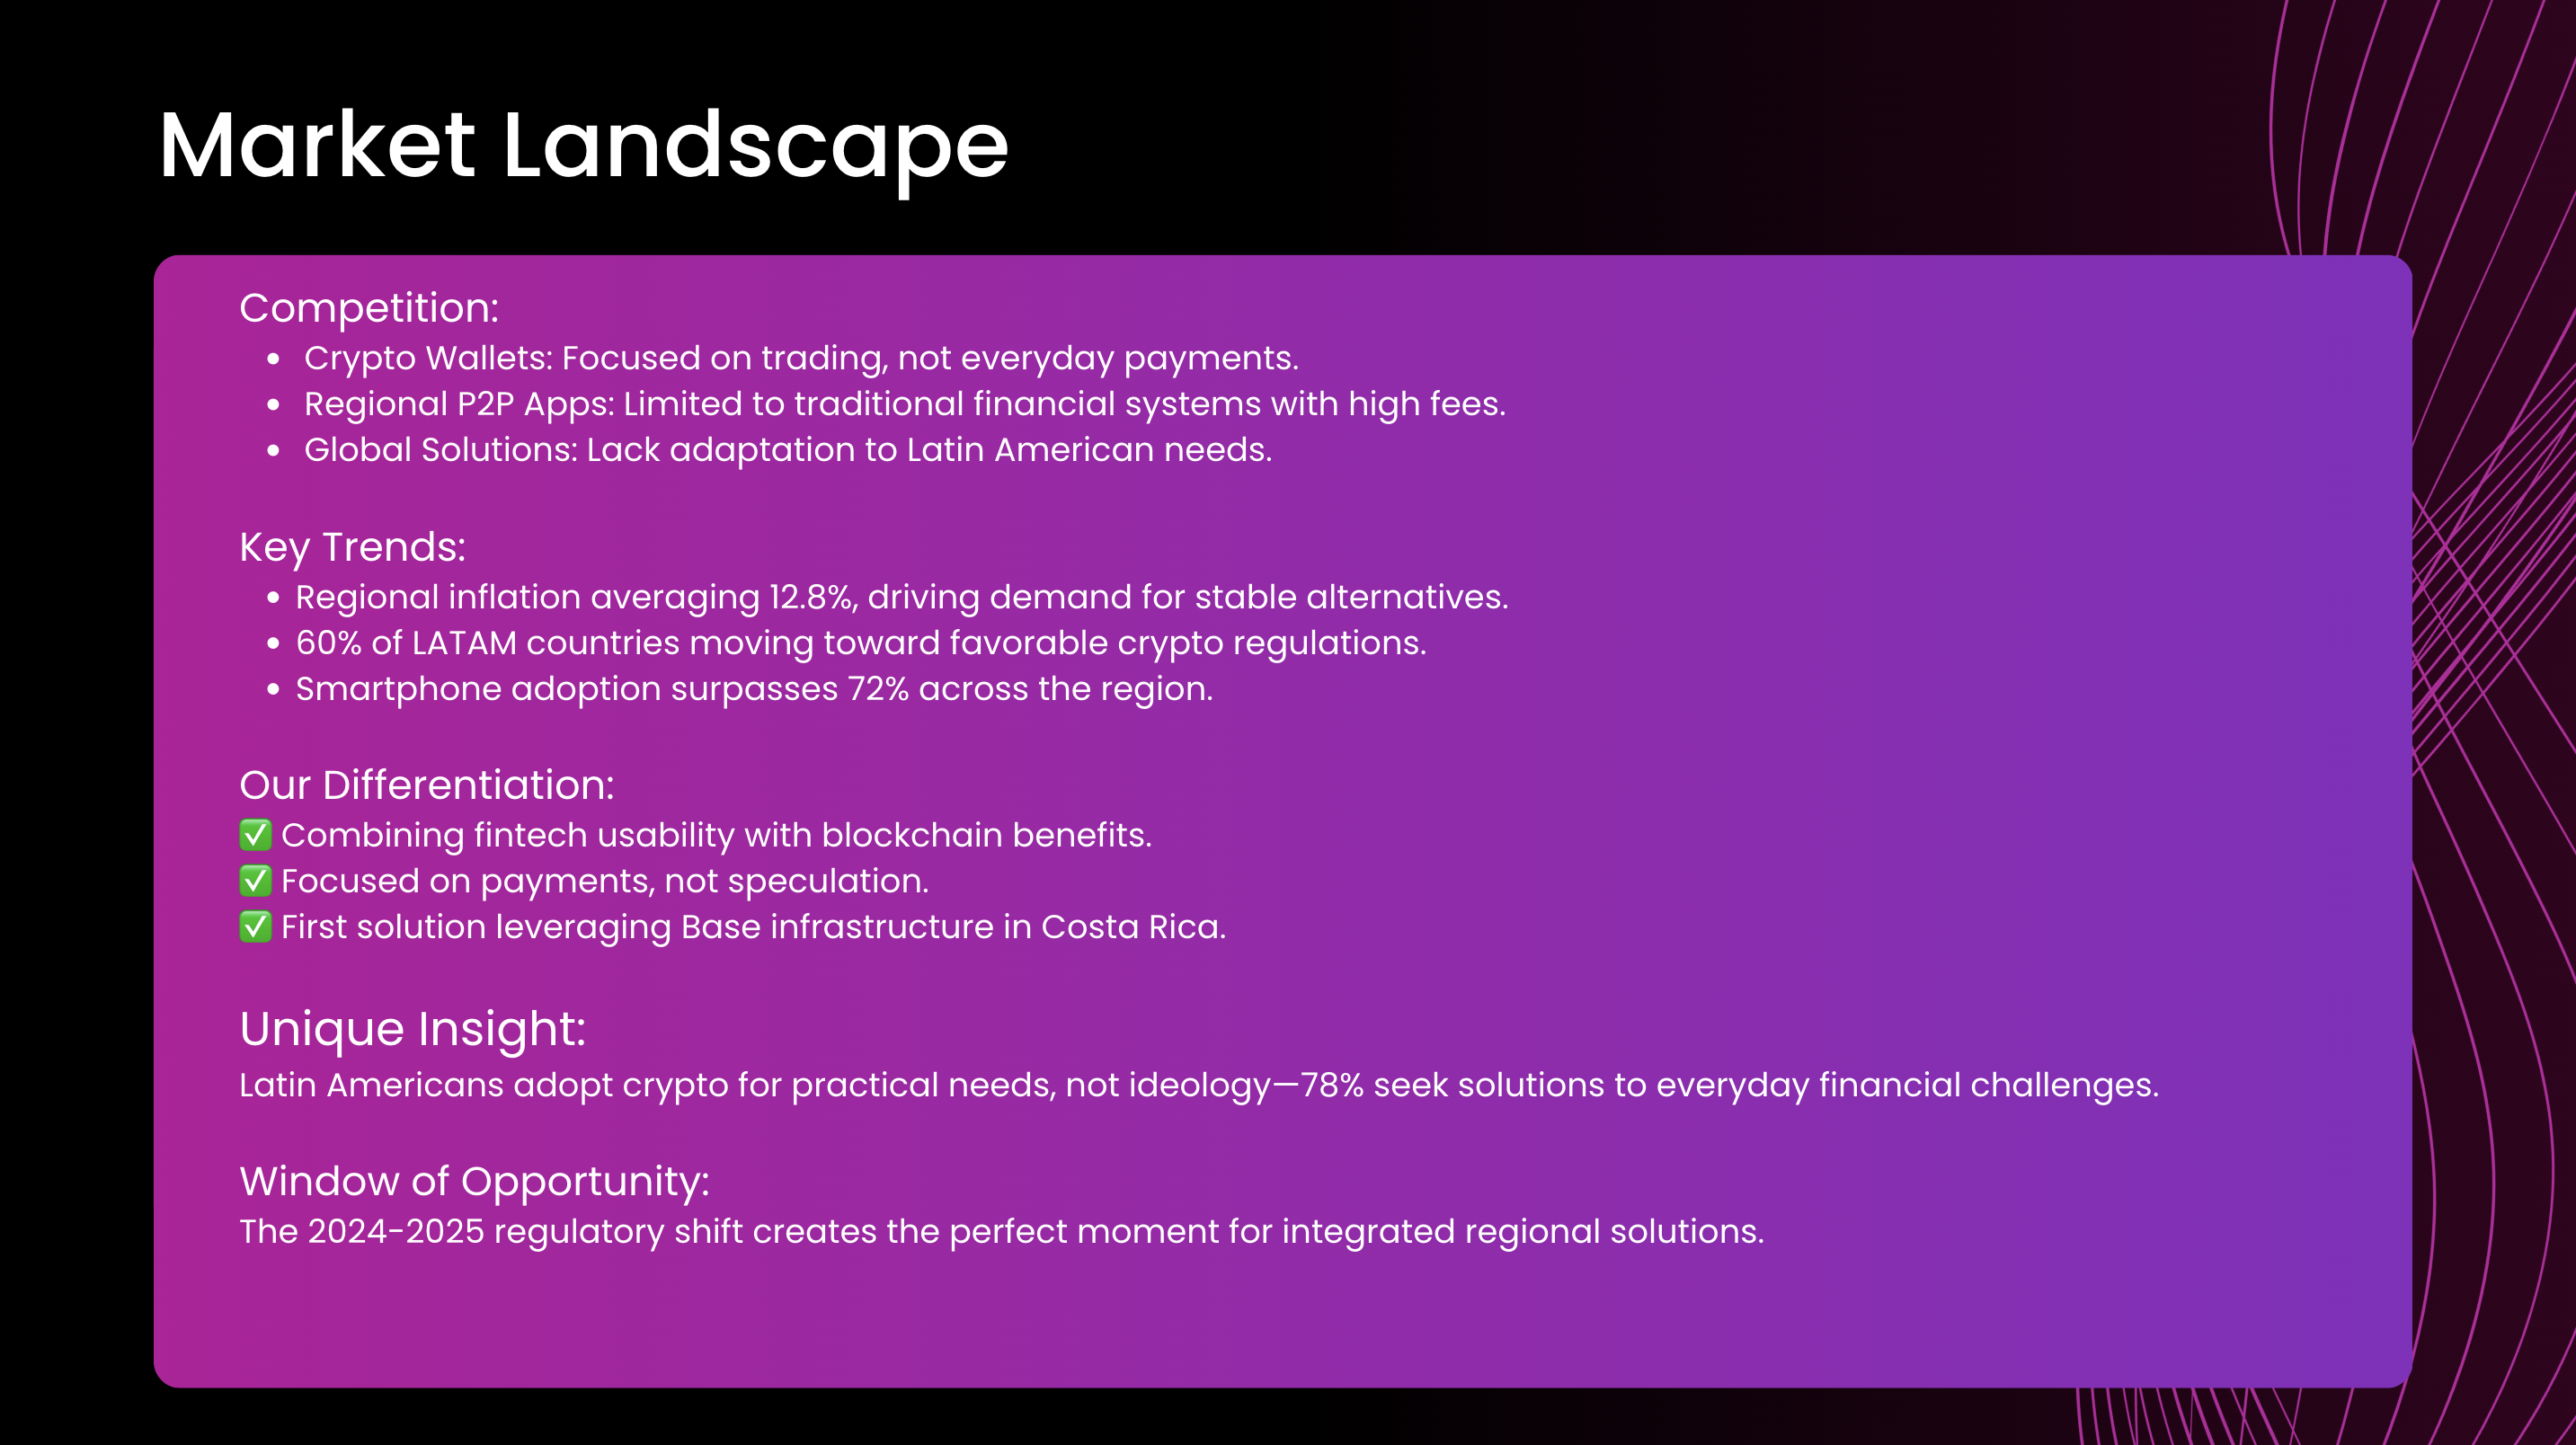 Market Landscape
Competition:
• Crypto Wallets: Focused on trading, not everyday payments.
• Regional P2P Apps: Limited to traditional financial systems with high fees.
• Global Solutions: Lack adaptation to Latin American needs.
Key Trends:
• Regional inflation averaging 12.8%, driving demand for stable alternatives.
• 60% of LATAM countries moving toward favorable crypto regulations.
• Smartphone adoption surpasses 72% across the region.
Our Differentiation:
✅ Combining fintech usability with blockchain benefits.
✅ Focused on payments, not speculation.
✅ First solution leveraging Base infrastructure in Costa Rica.
Unique Insight:
Latin Americans adopt crypto for practical needs, not ideology—78% seek solutions to everyday financial challenges.
Window of Opportunity:
The 2024-2025 regulatory shift creates the perfect moment for integrated regional solutions.